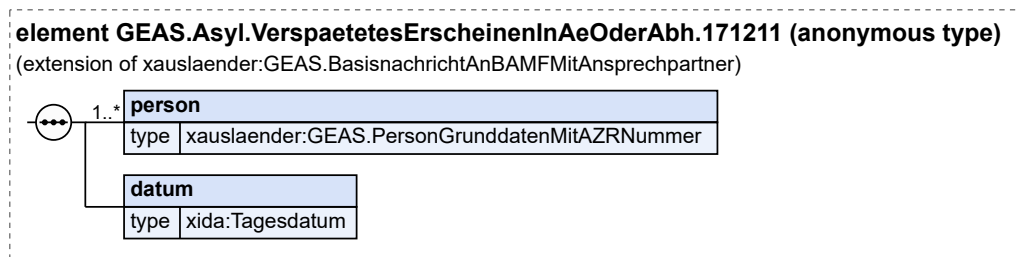 element GEAS.Asyl.VerspaetetesErscheinenInAeOderAbh.171211 (anonymous type)
(extension of xauslaender:GEAS.BasisnachrichtAnBAMFMitAnsprechpartner)
1..* person
type xauslaender:GEAS.PersonGrunddatenMitAZRNummer
datum
type xida:Tagesdatum